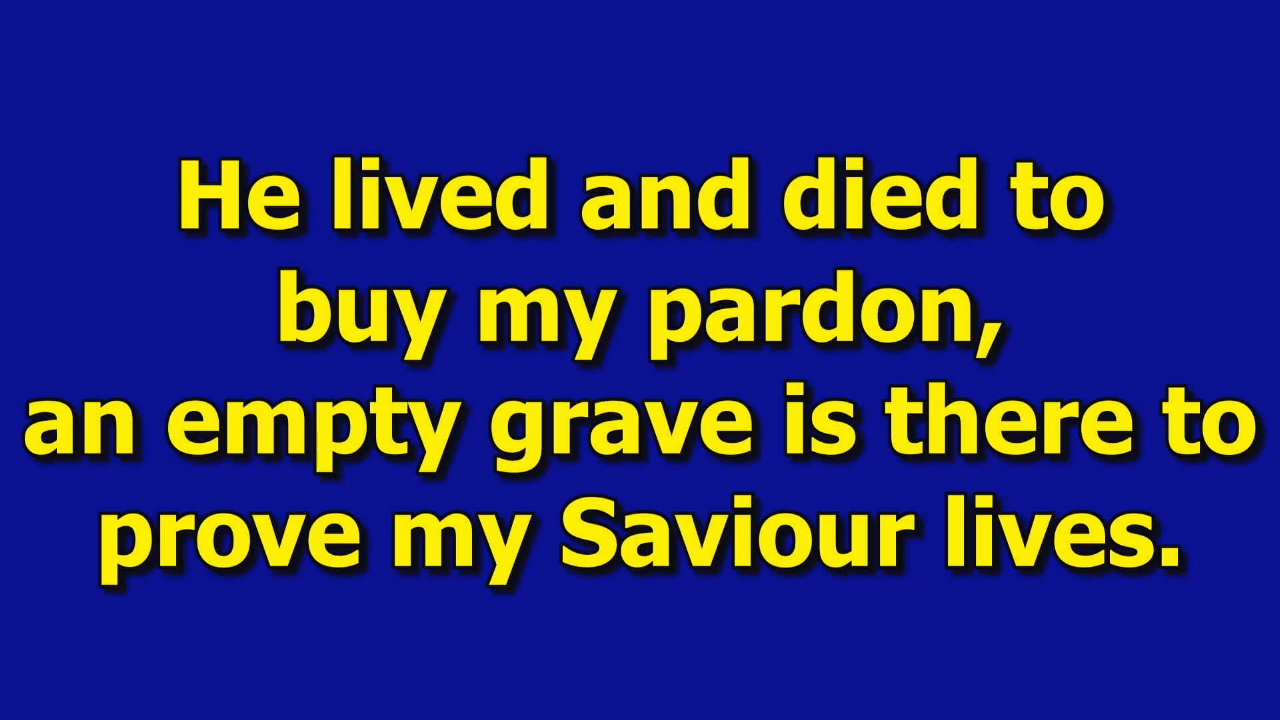 He lived and died to
buy my pardon,
an empty grave is there to
prove my Saviour lives.